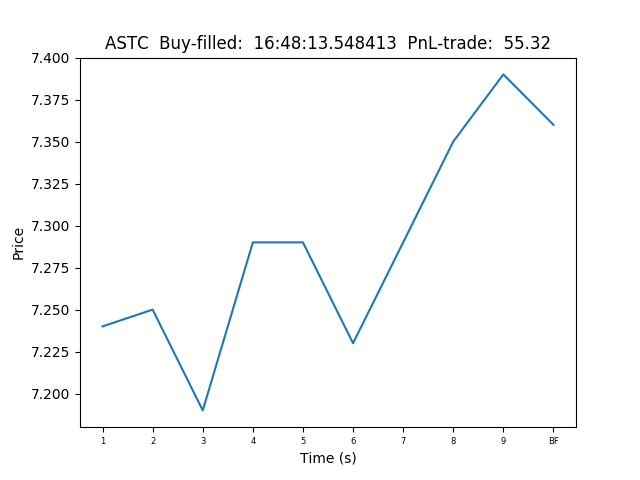 ASTC  Buy-filled:  16:48:13.548413  PnL-trade:  55.32
7.400
7.375
7.350
7.325
7.300
7.275
7.250
7.225
7.200
Price
1 2 3 4 5 6 7 8 9 BF
Time (s)